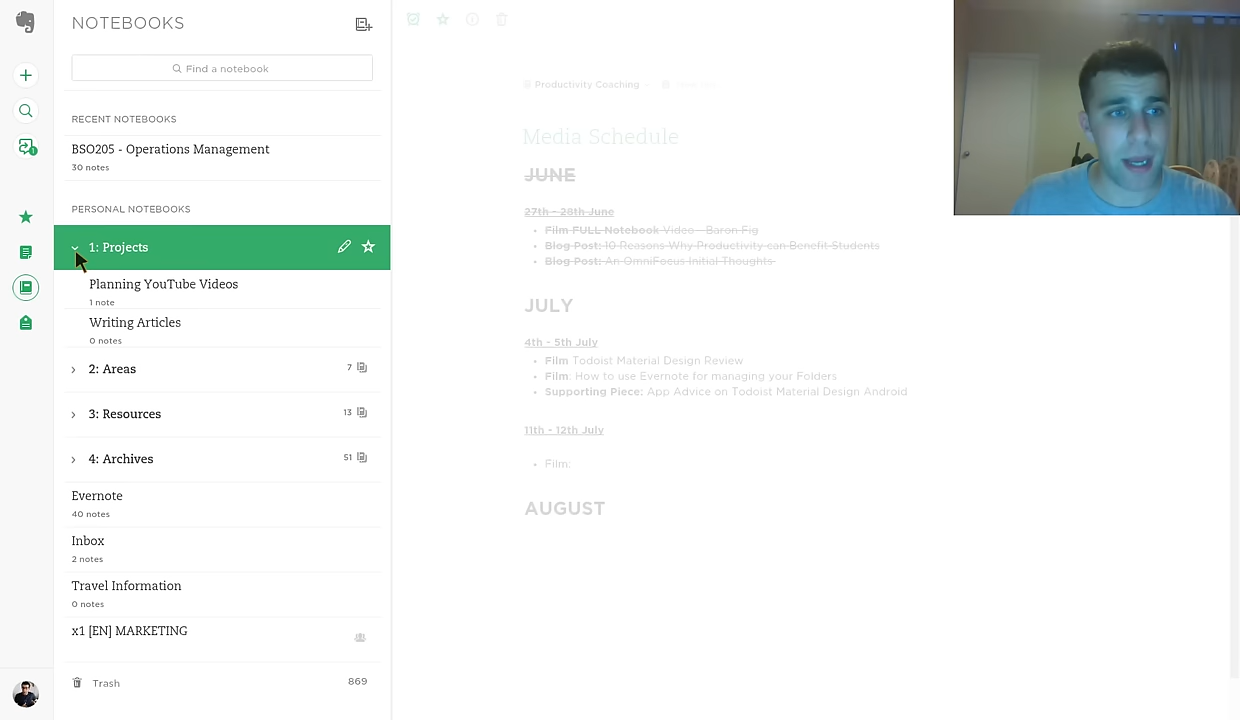 NOTEBOOKS
Find a notebook
RECENT NOTEBOOKS
BSO205 - Operations Management
30 notes
PERSONAL NOTEBOOKS
1: Projects
Planning YouTube Videos
1 note
Writing Articles
0 notes
2: Areas
7
3: Resources
13
4: Archives
51
Evernote
40 notes
Inbox
2 notes
Travel Information
0 notes
x1 [EN] MARKETING
Trash
869
1
Productivity Coaching
Media Schedule
JUNE
27th - 28th June
• Film FULL Notebook Video - Baron Fig
• Blog Post: 10 Reasons Why Productivity can Benefit Students
• Blog Post: An OmniFocus Initial Thoughts
JULY
4th - 5th July
• Film Todoist Material Design Review
• Film: How to use Evernote for managing your Folders
• Supporting Piece: App Advice on Todoist Material Design Android
11th - 12th July
• Film:
AUGUST